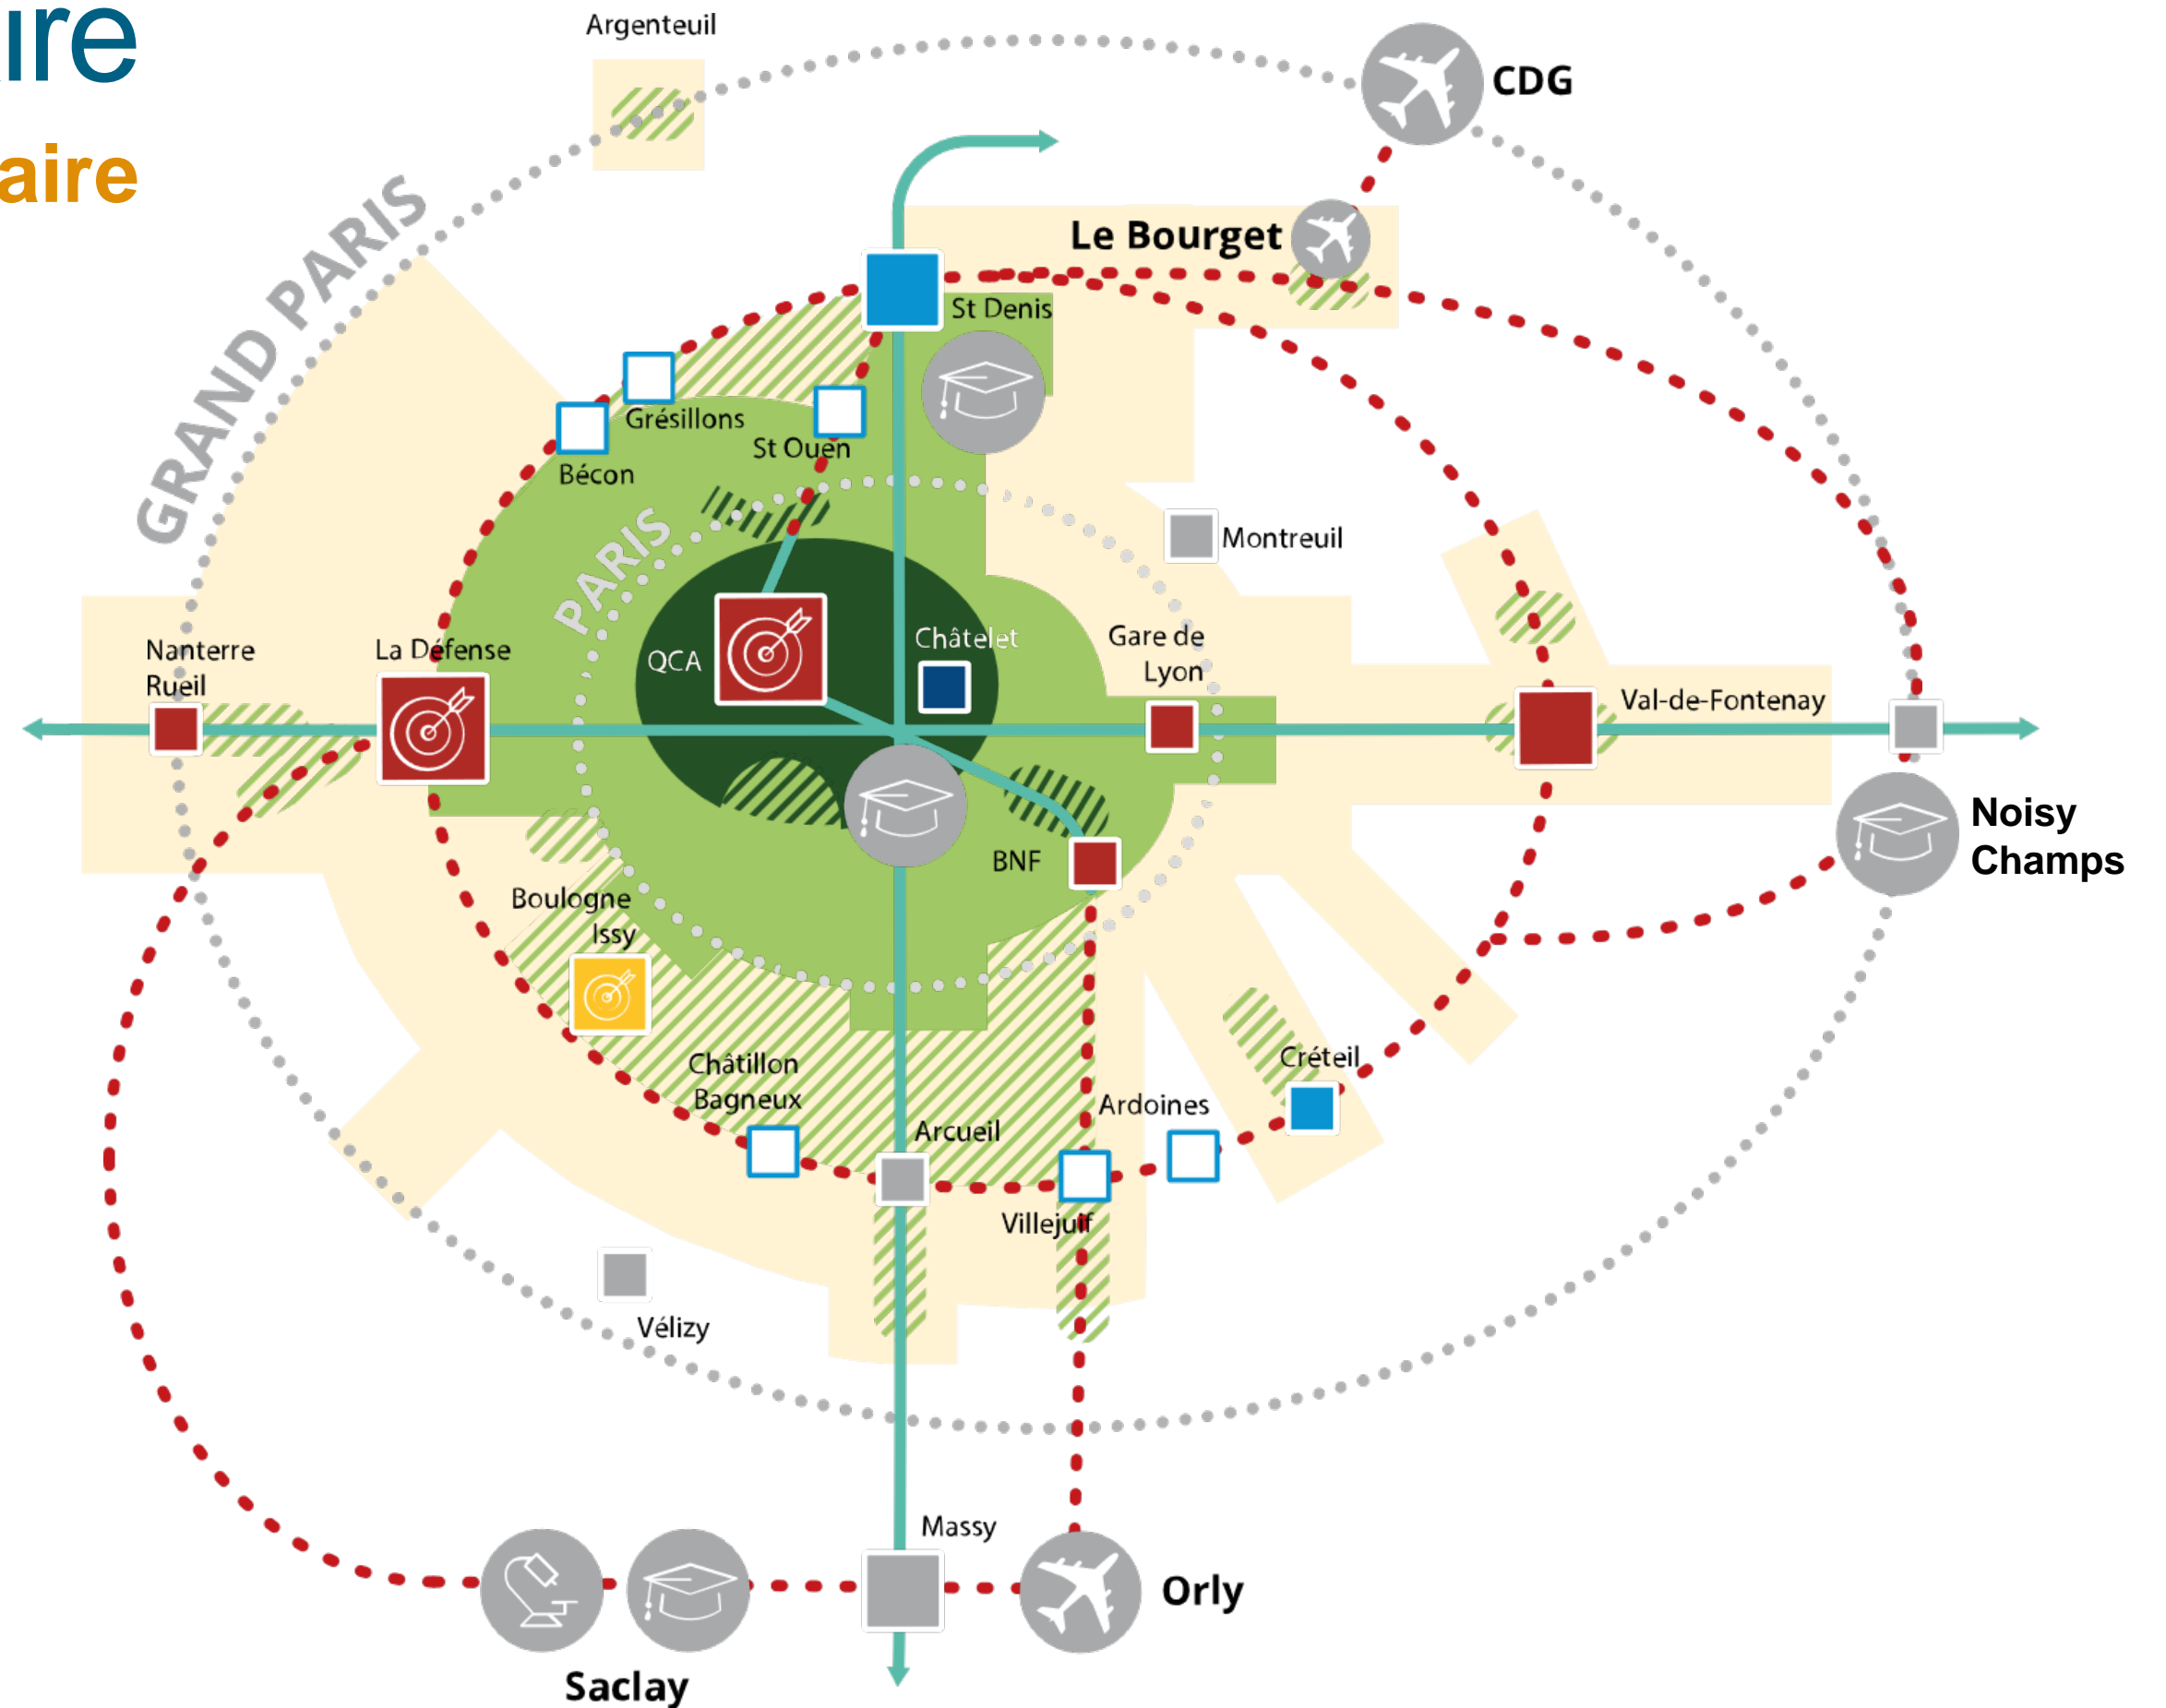 Argenteuil
CDG
GRAND PARIS
Le Bourget
St Denis
Grésillons
St Ouen
Bécon
PARIS
Montreuil
Nanterre
Rueil
La Défense
QCA
Châtelet
Gare de
Lyon
Val-de-Fontenay
Noisy
Champs
BNF
Boulogne
Issy
Châtillon
Bagneux
Arcueil
Ardoines
Créteil
Villejuif
Vélizy
Massy
Orly
Saclay